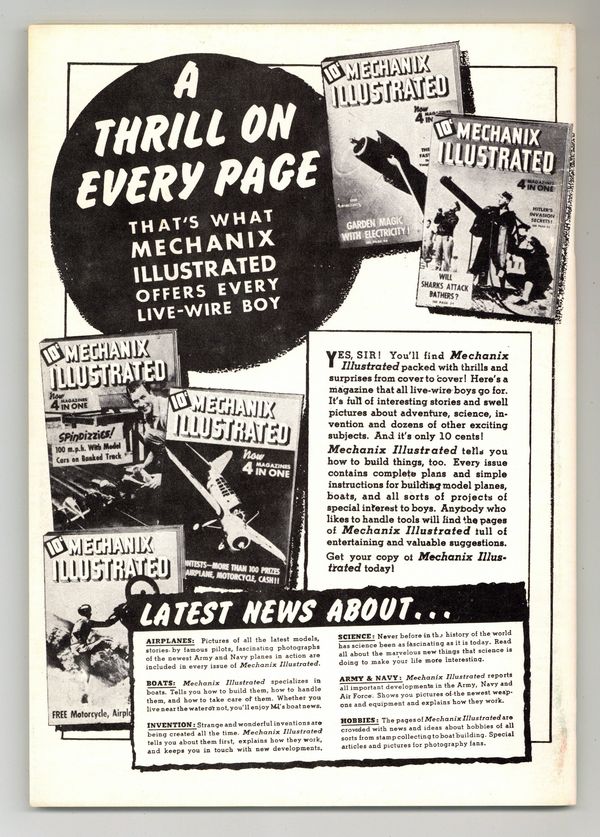 A
THRILL ON
EVERY PAGE
THAT'S WHAT
MECHANIX
ILLUSTRATED
OFFERS EVERY
LIVE-WIRE BOY
10¢ MECHANIX
ILLUSTRATED
Now
4 MAGAZINES
IN ONE
GARDEN MAGIC
WITH ELECTRICITY!
10¢ MECHANIX
ILLUSTRATED
4 MAGAZINES
IN ONE
HITLER'S
INVASION
SECRETS!
WILL
SHARKS ATTACK
BATHERS?
10¢ MECHANIX
ILLUSTRATED
Now
4 MAGAZINES
IN ONE
SPINDIZZIES!
100 m.p.h. With Model
Cars on Banked Track
10¢ MECHANIX
ILLUSTRATED
Now
4 MAGAZINES
IN ONE
NTESTS—MORE THAN 100 PRIZES
AIRPLANE, MOTORCYCLE, CASH!!
10¢ MECHANIX
ILLUSTRATED
FREE Motorcycle, Airpla
YES, SIR! You'll find Mechanix
Illustrated packed with thrills and
surprises from cover to cover! Here's a
magazine that all live-wire boys go for.
It's full of interesting stories and swell
pictures about adventure, science, in-
vention and dozens of other exciting
subjects. And it's only 10 cents!
Mechanix Illustrated tells you
how to build things, too. Every issue
contains complete plans and simple
instructions for building model planes,
boats, and all sorts of projects of
special interest to boys. Anybody who
likes to handle tools will find the pages
of Mechanix Illustrated full of
entertaining and valuable suggestions.
Get your copy of Mechanix Illus-
trated today!
LATEST NEWS ABOUT...
AIRPLANES: Pictures of all the latest models,
stories by famous pilots, fascinating photographs
of the newest Army and Navy planes in action are
included in every issue of Mechanix Illustrated.
BOATS: Mechanix Illustrated specializes in
boats. Tells you how to build them, how to handle
them, and how to take care of them. Whether you
live near the water or not, you'll enjoy MI's boat news.
INVENTION: Strange and wonderful inventions are
being created all the time. Mechanix Illustrated
tells you about them first, explains how they work,
and keeps you in touch with new developments,
SCIENCE: Never before in the history of the world
has science been as fascinating as it is today. Read
all about the marvelous new things that science is
doing to make your life more interesting.
ARMY & NAVY: Mechanix Illustrated reports
all important developments in the Army, Navy and
Air Force. Shows you pictures of the newest weap-
ons and equipment and explains how they work.
HOBBIES: The pages of Mechanix Illustrated are
crowded with news and ideas about hobbies of all
sorts from stamp collecting to boat building. Special
articles and pictures for photography fans.